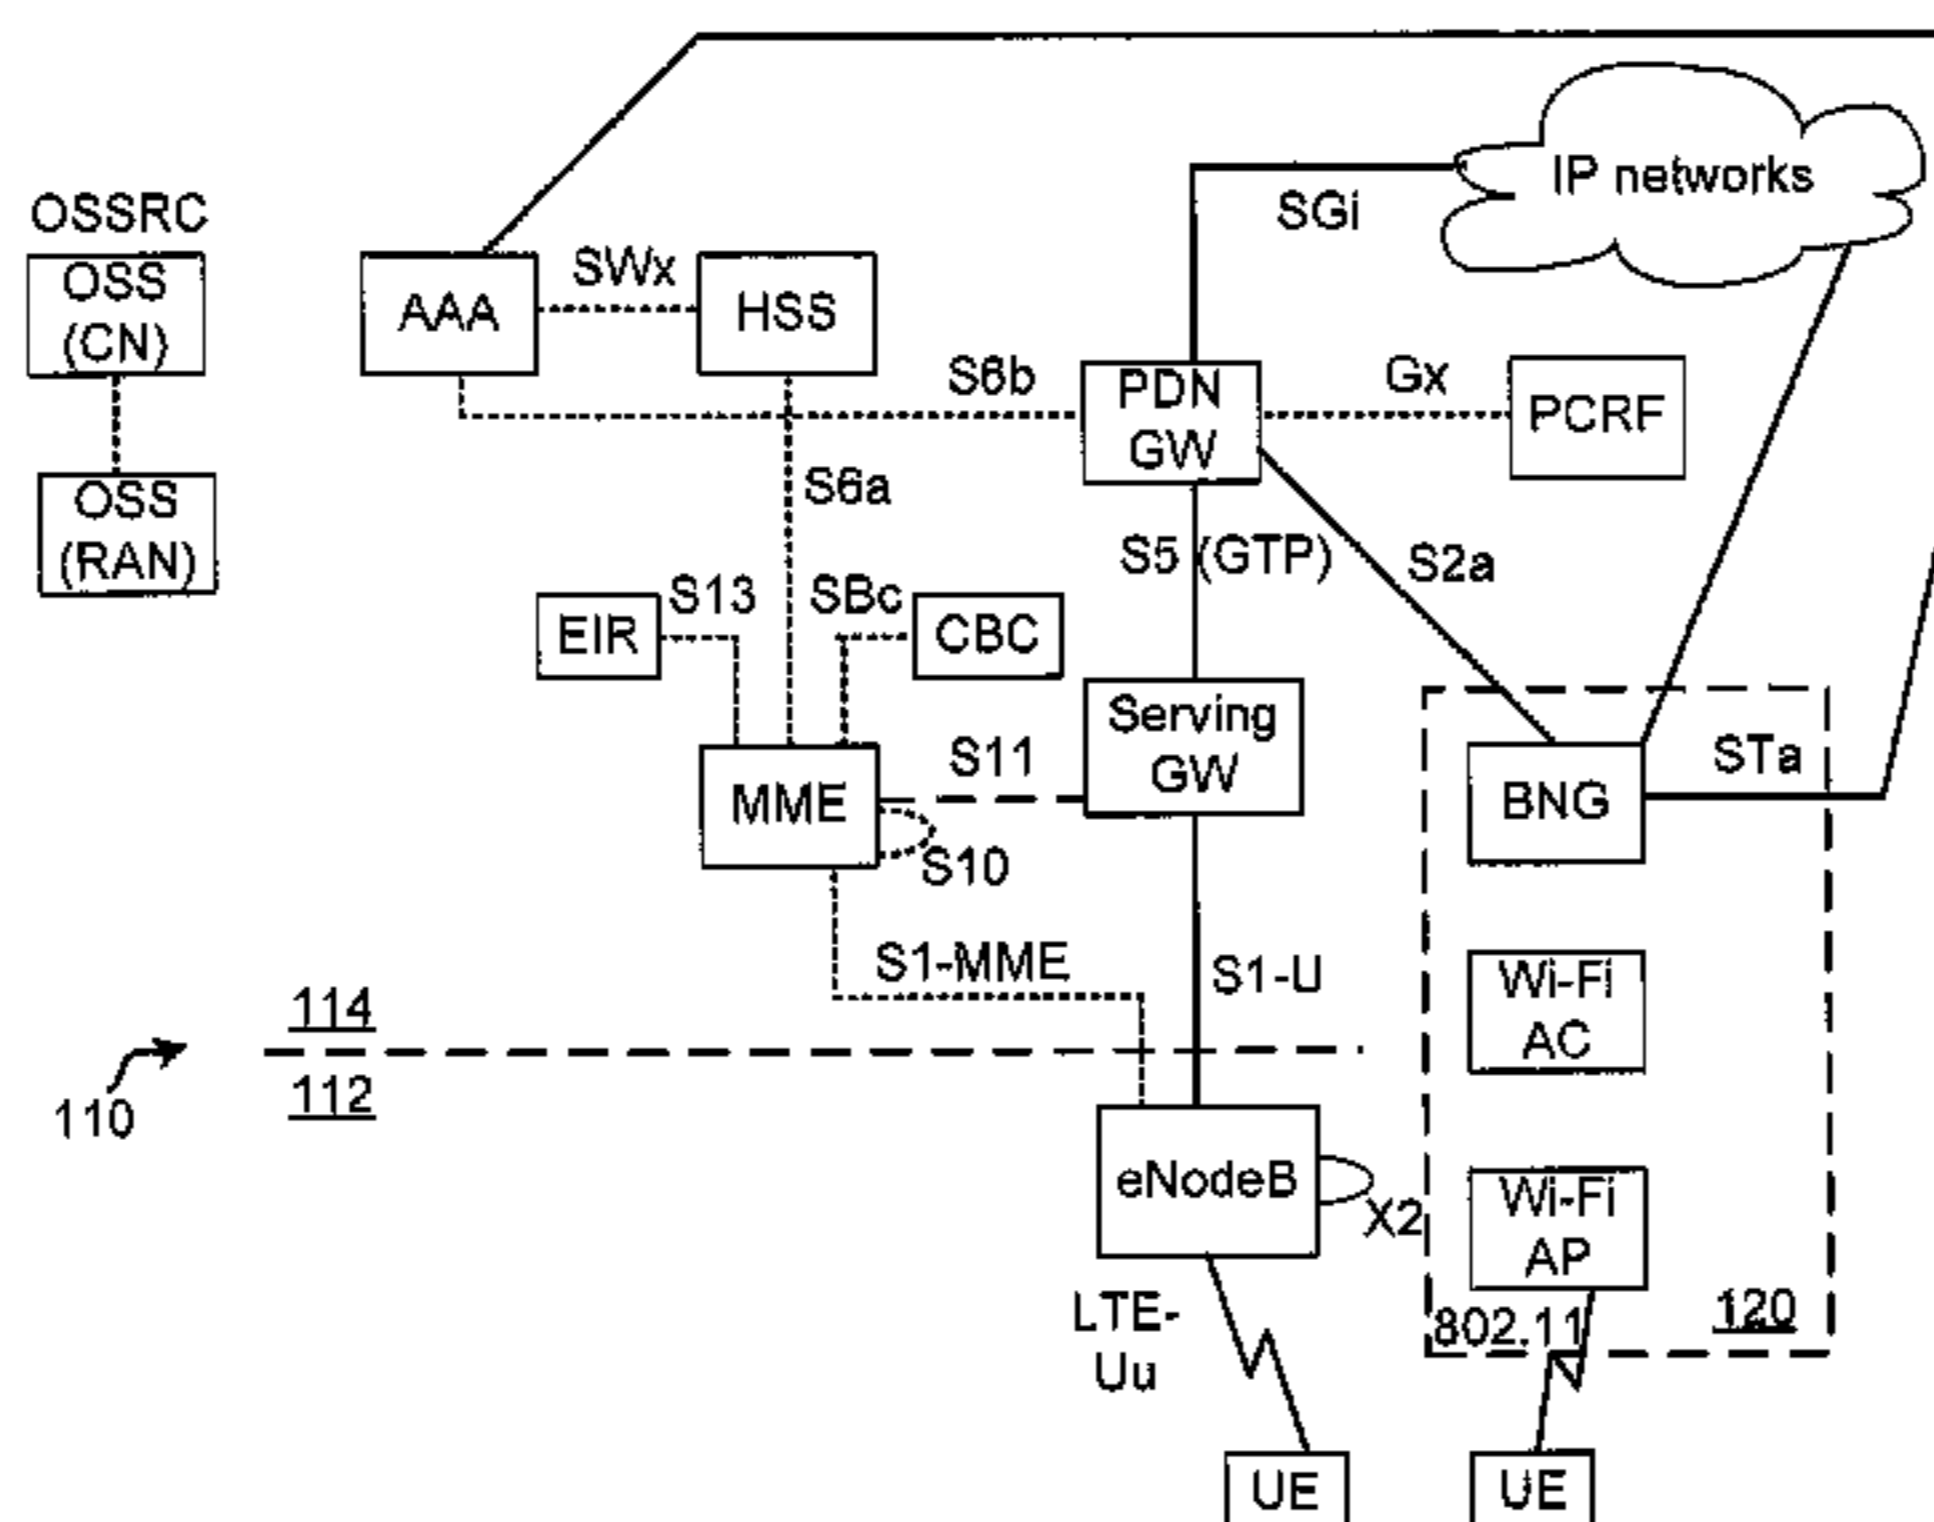 IP networks
SGi
OSSRC
OSS
(CN)
AAA
SWx
HSS
S6b
PDN
GW
Gx
PCRF
OSS
(RAN)
S6a
S5 (GTP)
S2a
EIR
S13
SBc
CBC
Serving
GW
S11
MME
S10
BNG
STa
S1-MME
S1-U
Wi-Fi
AC
114
110
112
eNodeB
X2
Wi-Fi
AP
LTE-
Uu
802.11
120
UE
UE